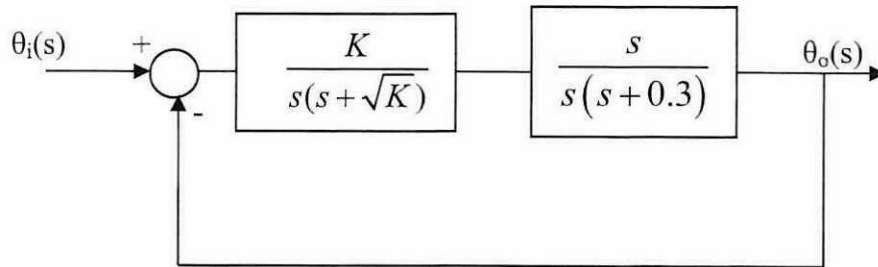 θᵢ(s)
+
-
K
s(s + √K)
s
s(s + 0.3)
θₒ(s)